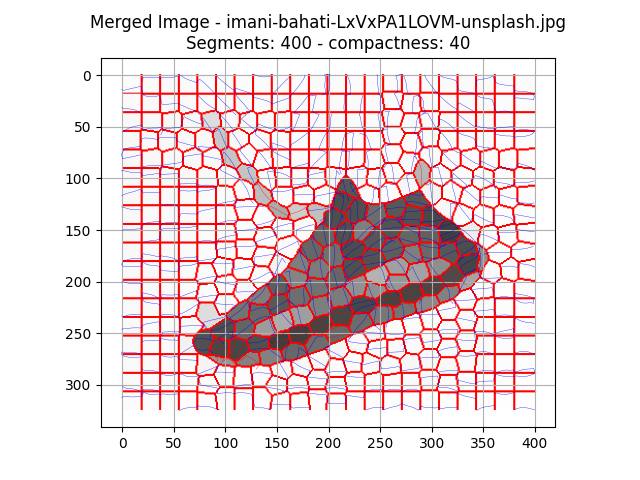 Merged Image - imani-bahati-LxVxPA1LOVM-unsplash.jpg
Segments: 400 - compactness: 40
0
50
100
150
200
250
300
0 50 100 150 200 250 300 350 400